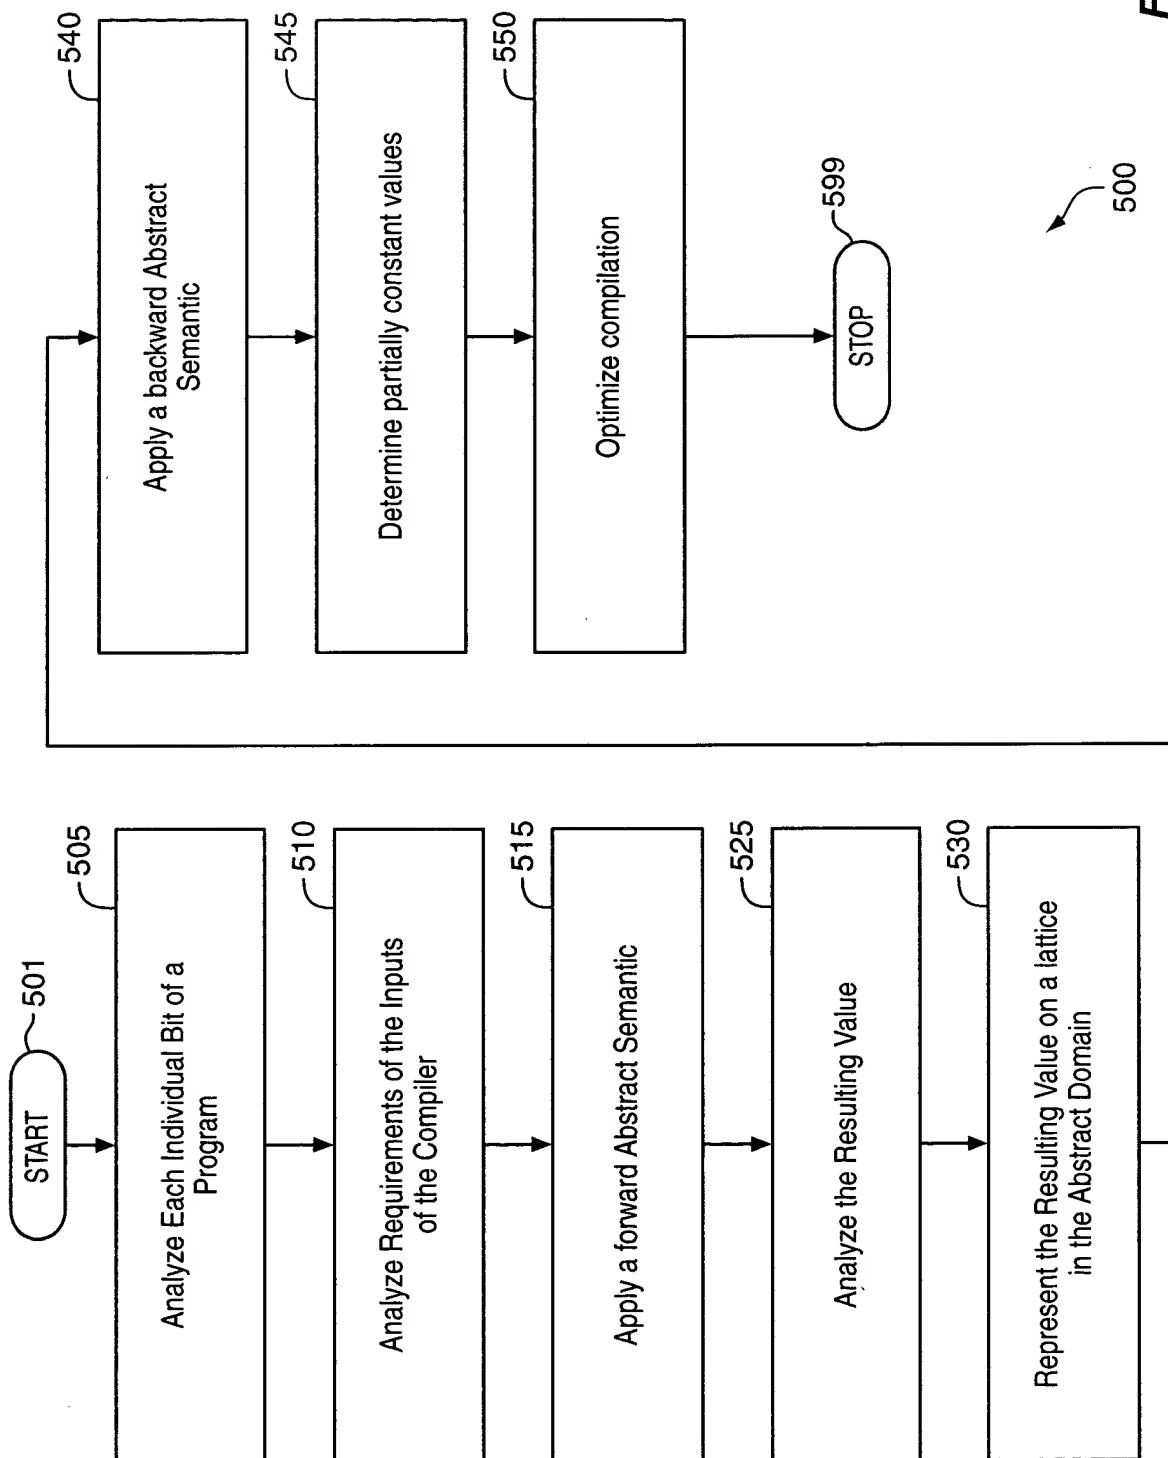 START
501
505
Analyze Each Individual Bit of a
Program
510
Analyze Requirements of the Inputs
of the Compiler
515
Apply a forward Abstract Semantic
525
Analyze the Resulting Value
530
Represent the Resulting Value on a lattice
in the Abstract Domain
540
Apply a backward Abstract
Semantic
545
Determine partially constant values
550
Optimize compilation
599
STOP
500